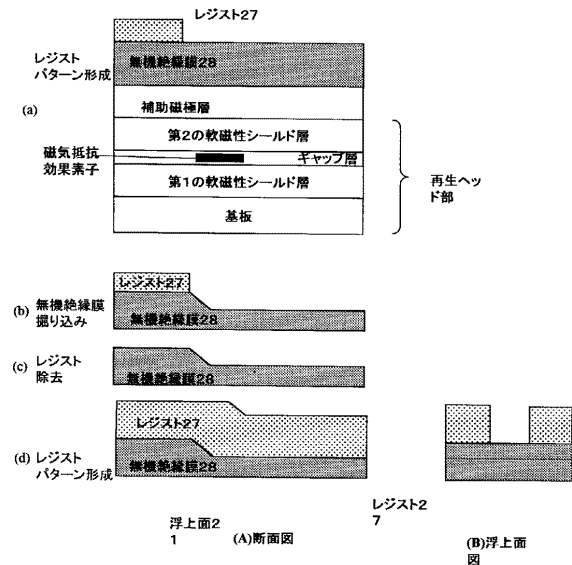 レジスト27
レジスト
パターン形成
無機絶縁膜28
(a)
補助磁極層
第2の軟磁性シールド層
磁気抵抗
効果素子
ギャップ層
第1の軟磁性シールド層
基板
再生ヘッ
ド部
レジスト27
(b) 無機絶縁膜
掘り込み
無機絶縁膜28
(c) レジスト
除去
無機絶縁膜28
レジスト27
(d) レジスト
パターン形成
無機絶縁膜28
レジスト2
7
浮上面2
1
(A)断面図
(B)浮上面
図